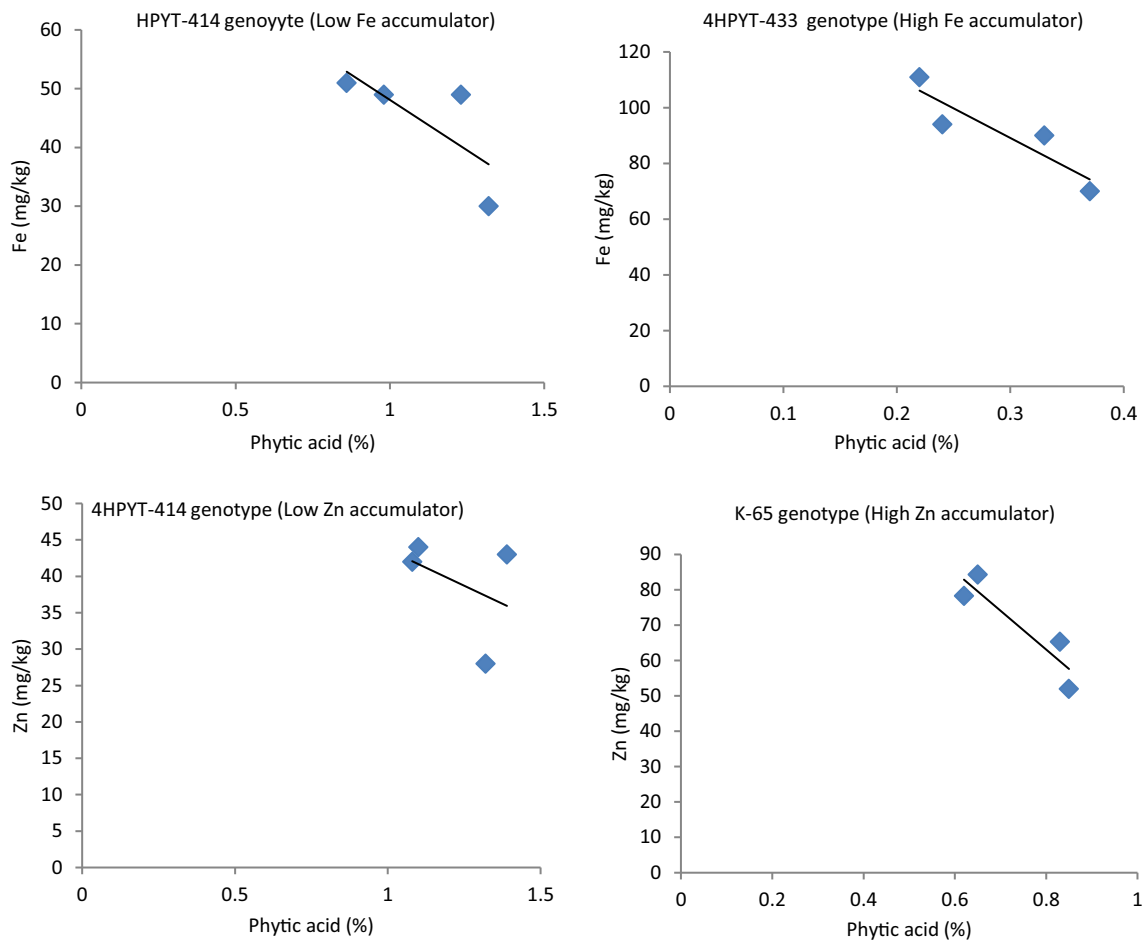 HPYT-414 genoyyte (Low Fe accumulator)
60
50
40
30
20
10
0
Fe (mg/kg)
0 0.5 1 1.5
Phytic acid (%)
4HPYT-433 genotype (High Fe accumulator)
120
100
80
60
40
20
0
Fe (mg/kg)
0 0.1 0.2 0.3 0.4
Phytic acid (%)
4HPYT-414 genotype (Low Zn accumulator)
50
45
40
35
30
25
20
15
10
5
0
Zn (mg/kg)
0 0.5 1 1.5
Phytic acid (%)
K-65 genotype (High Zn accumulator)
90
80
70
60
50
40
30
20
10
0
Zn (mg/kg)
0 0.2 0.4 0.6 0.8 1
Phytic acid (%)